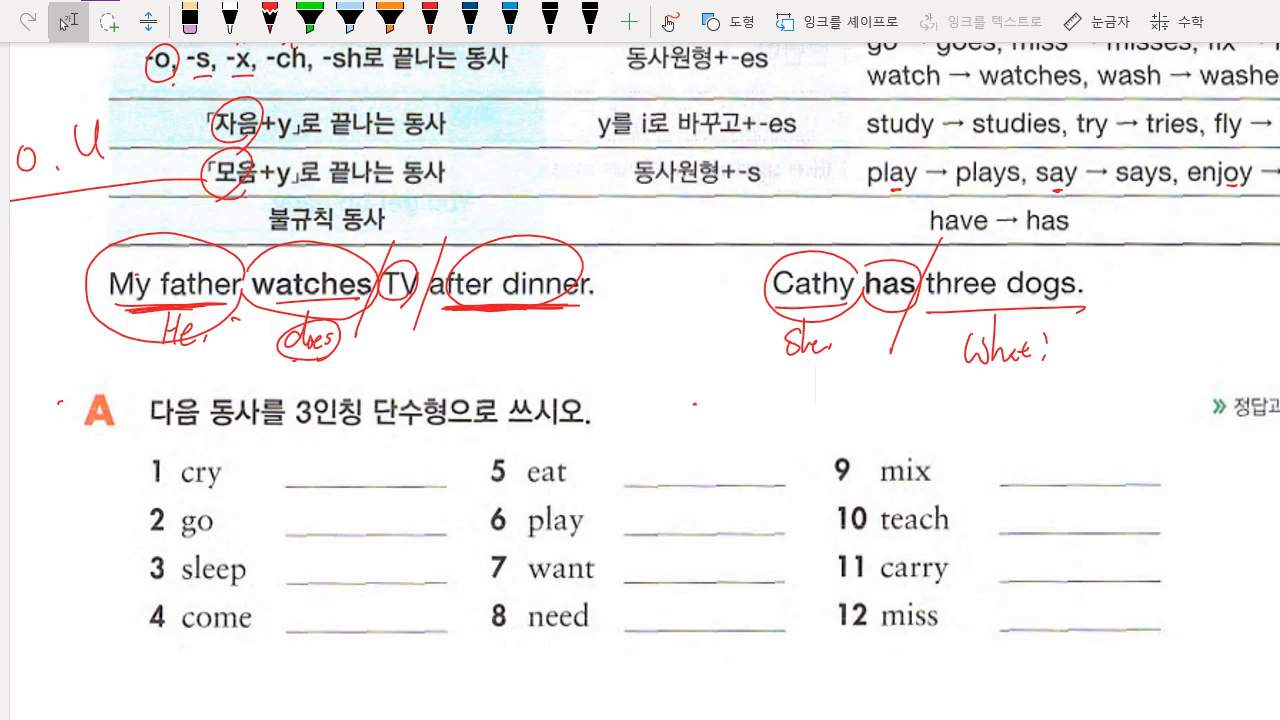 도형 잉크를 셰이프로 잉크를 텍스트로 눈금자 수학
-o, -s, -x, -ch, -sh로 끝나는 동사 동사원형+-es go → goes, miss → misses, fix →
watch → watches, wash → washe
「자음+y」로 끝나는 동사 y를 i로 바꾸고+-es study → studies, try → tries, fly →
o. u
「모음+y」로 끝나는 동사 동사원형+-s play → plays, say → says, enjoy →
불규칙 동사 have → has
My father watches TV after dinner. Cathy has three dogs.
He. does She. What?
A 다음 동사를 3인칭 단수형으로 쓰시오. » 정답과
1 cry 5 eat 9 mix
2 go 6 play 10 teach
3 sleep 7 want 11 carry
4 come 8 need 12 miss